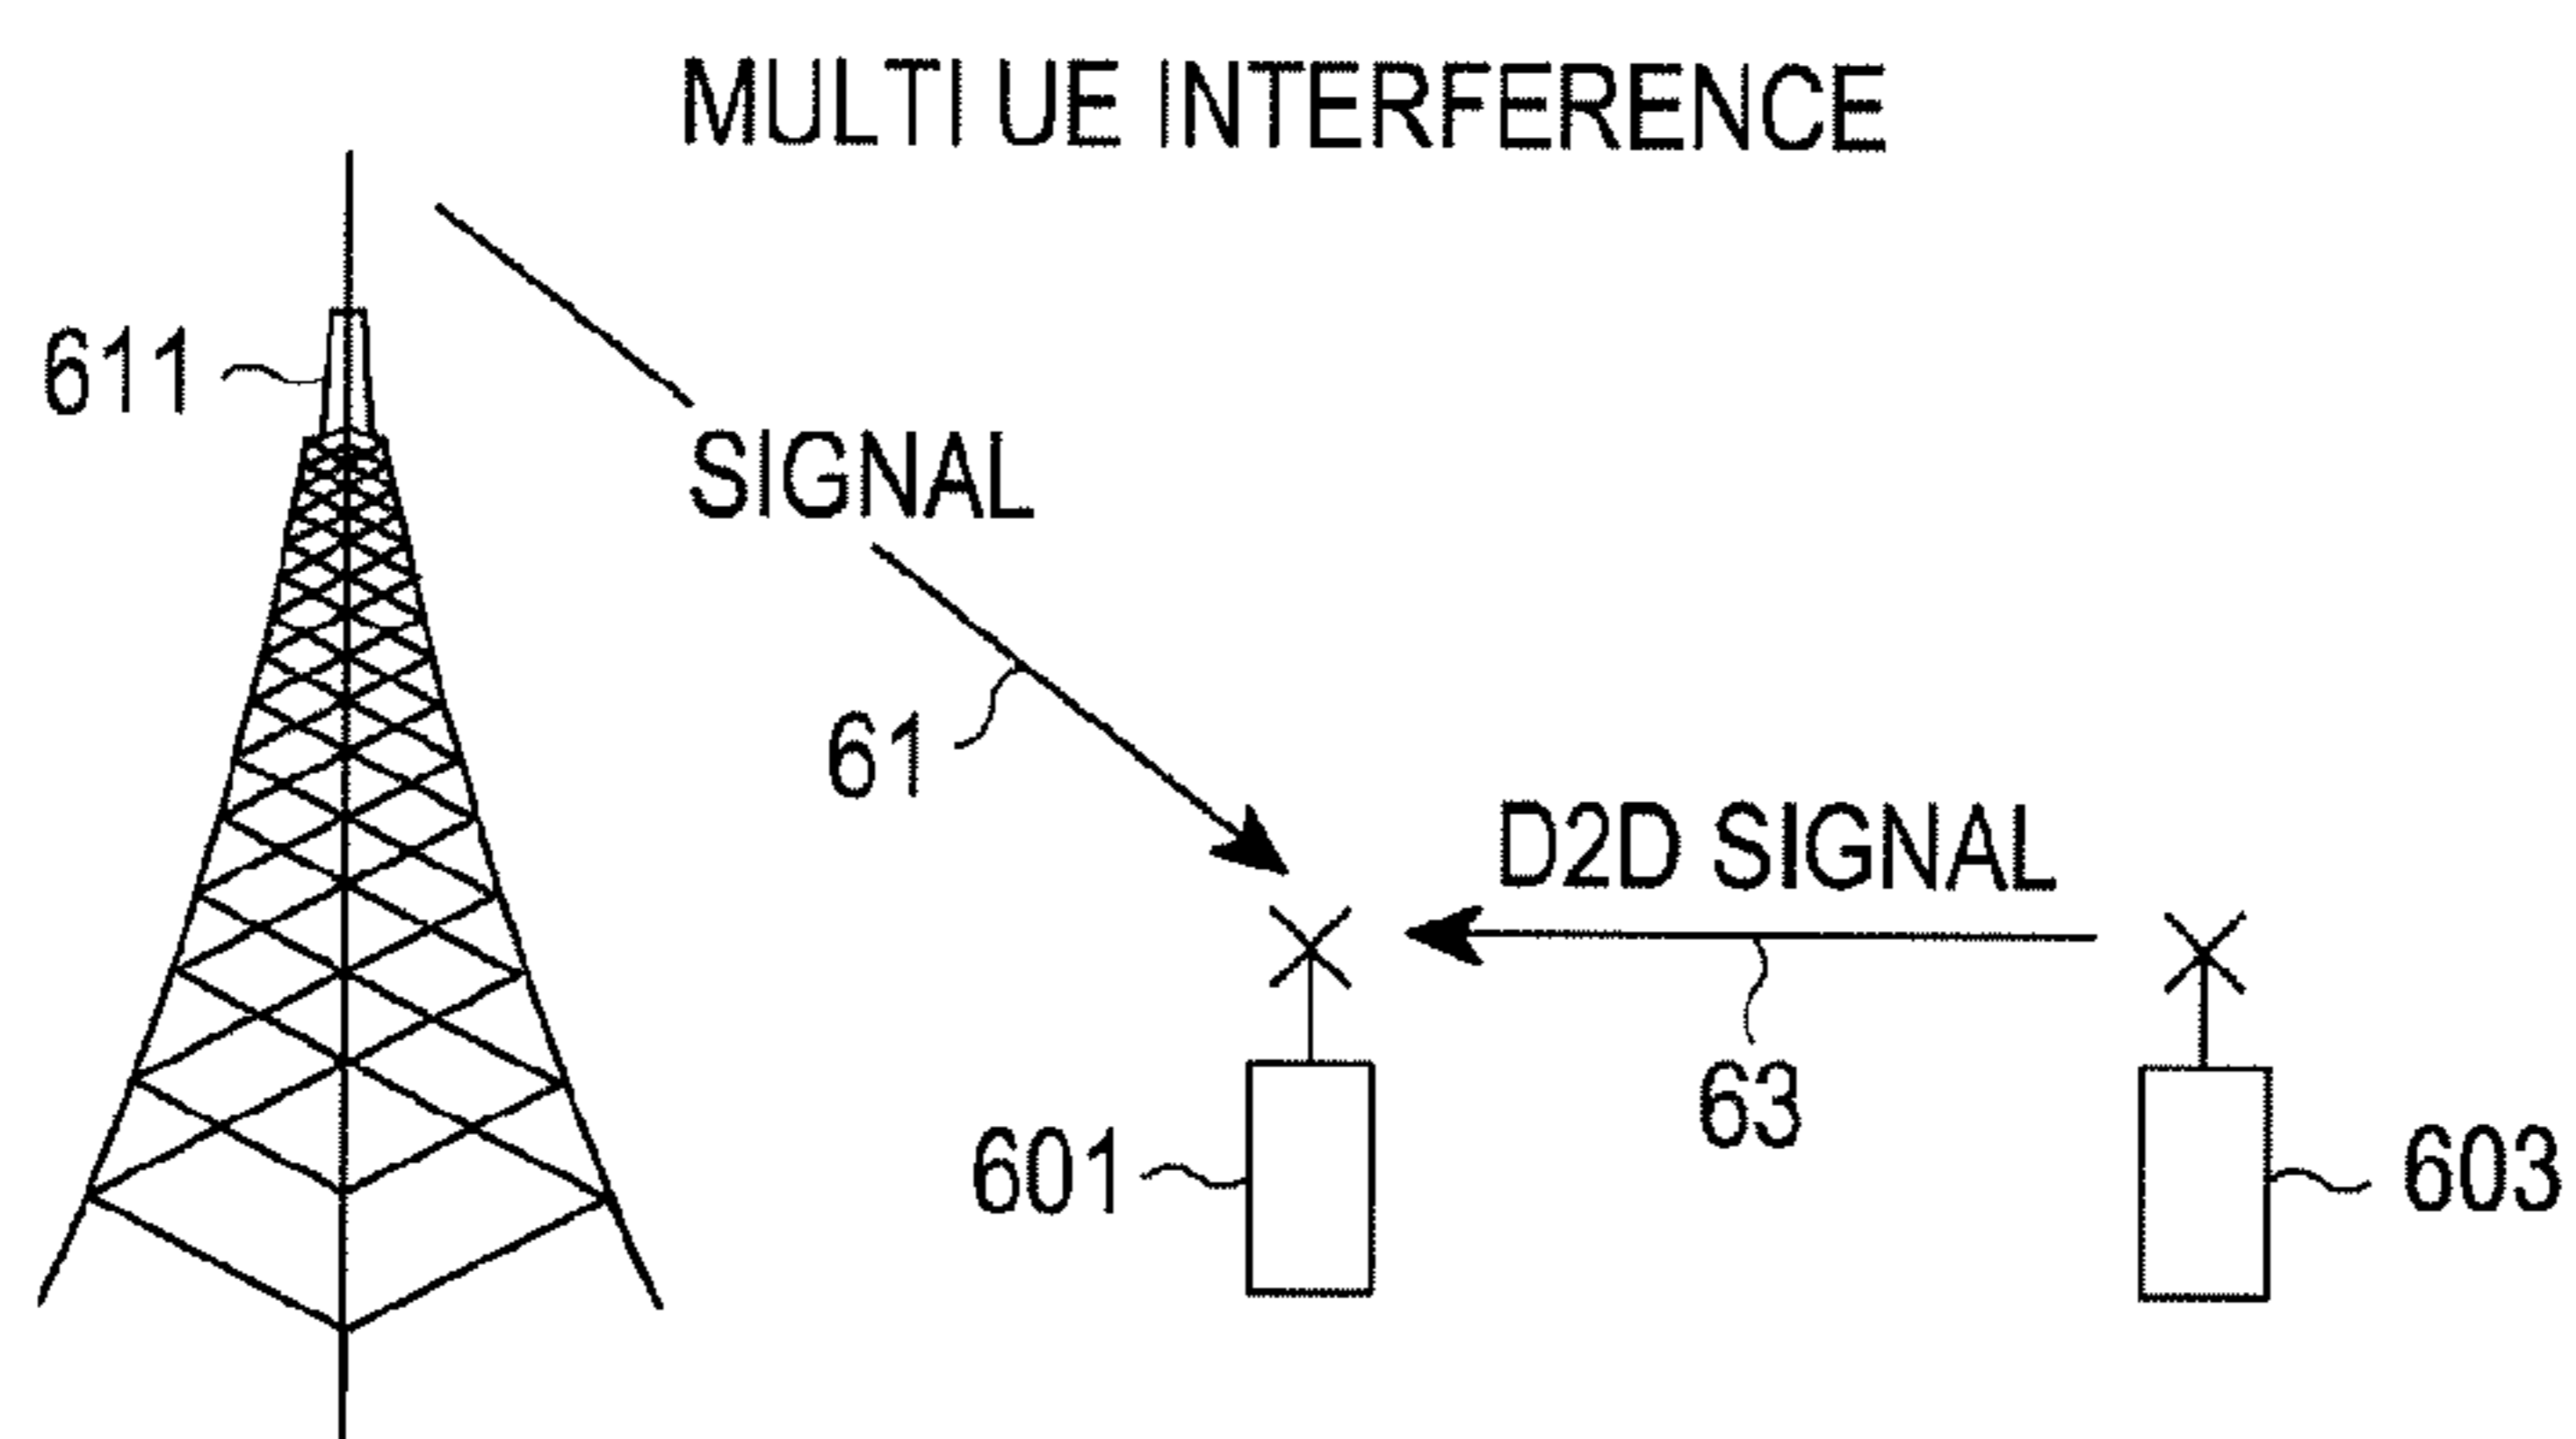 MULTI UE INTERFERENCE
611
SIGNAL
61
D2D SIGNAL
63
601
603